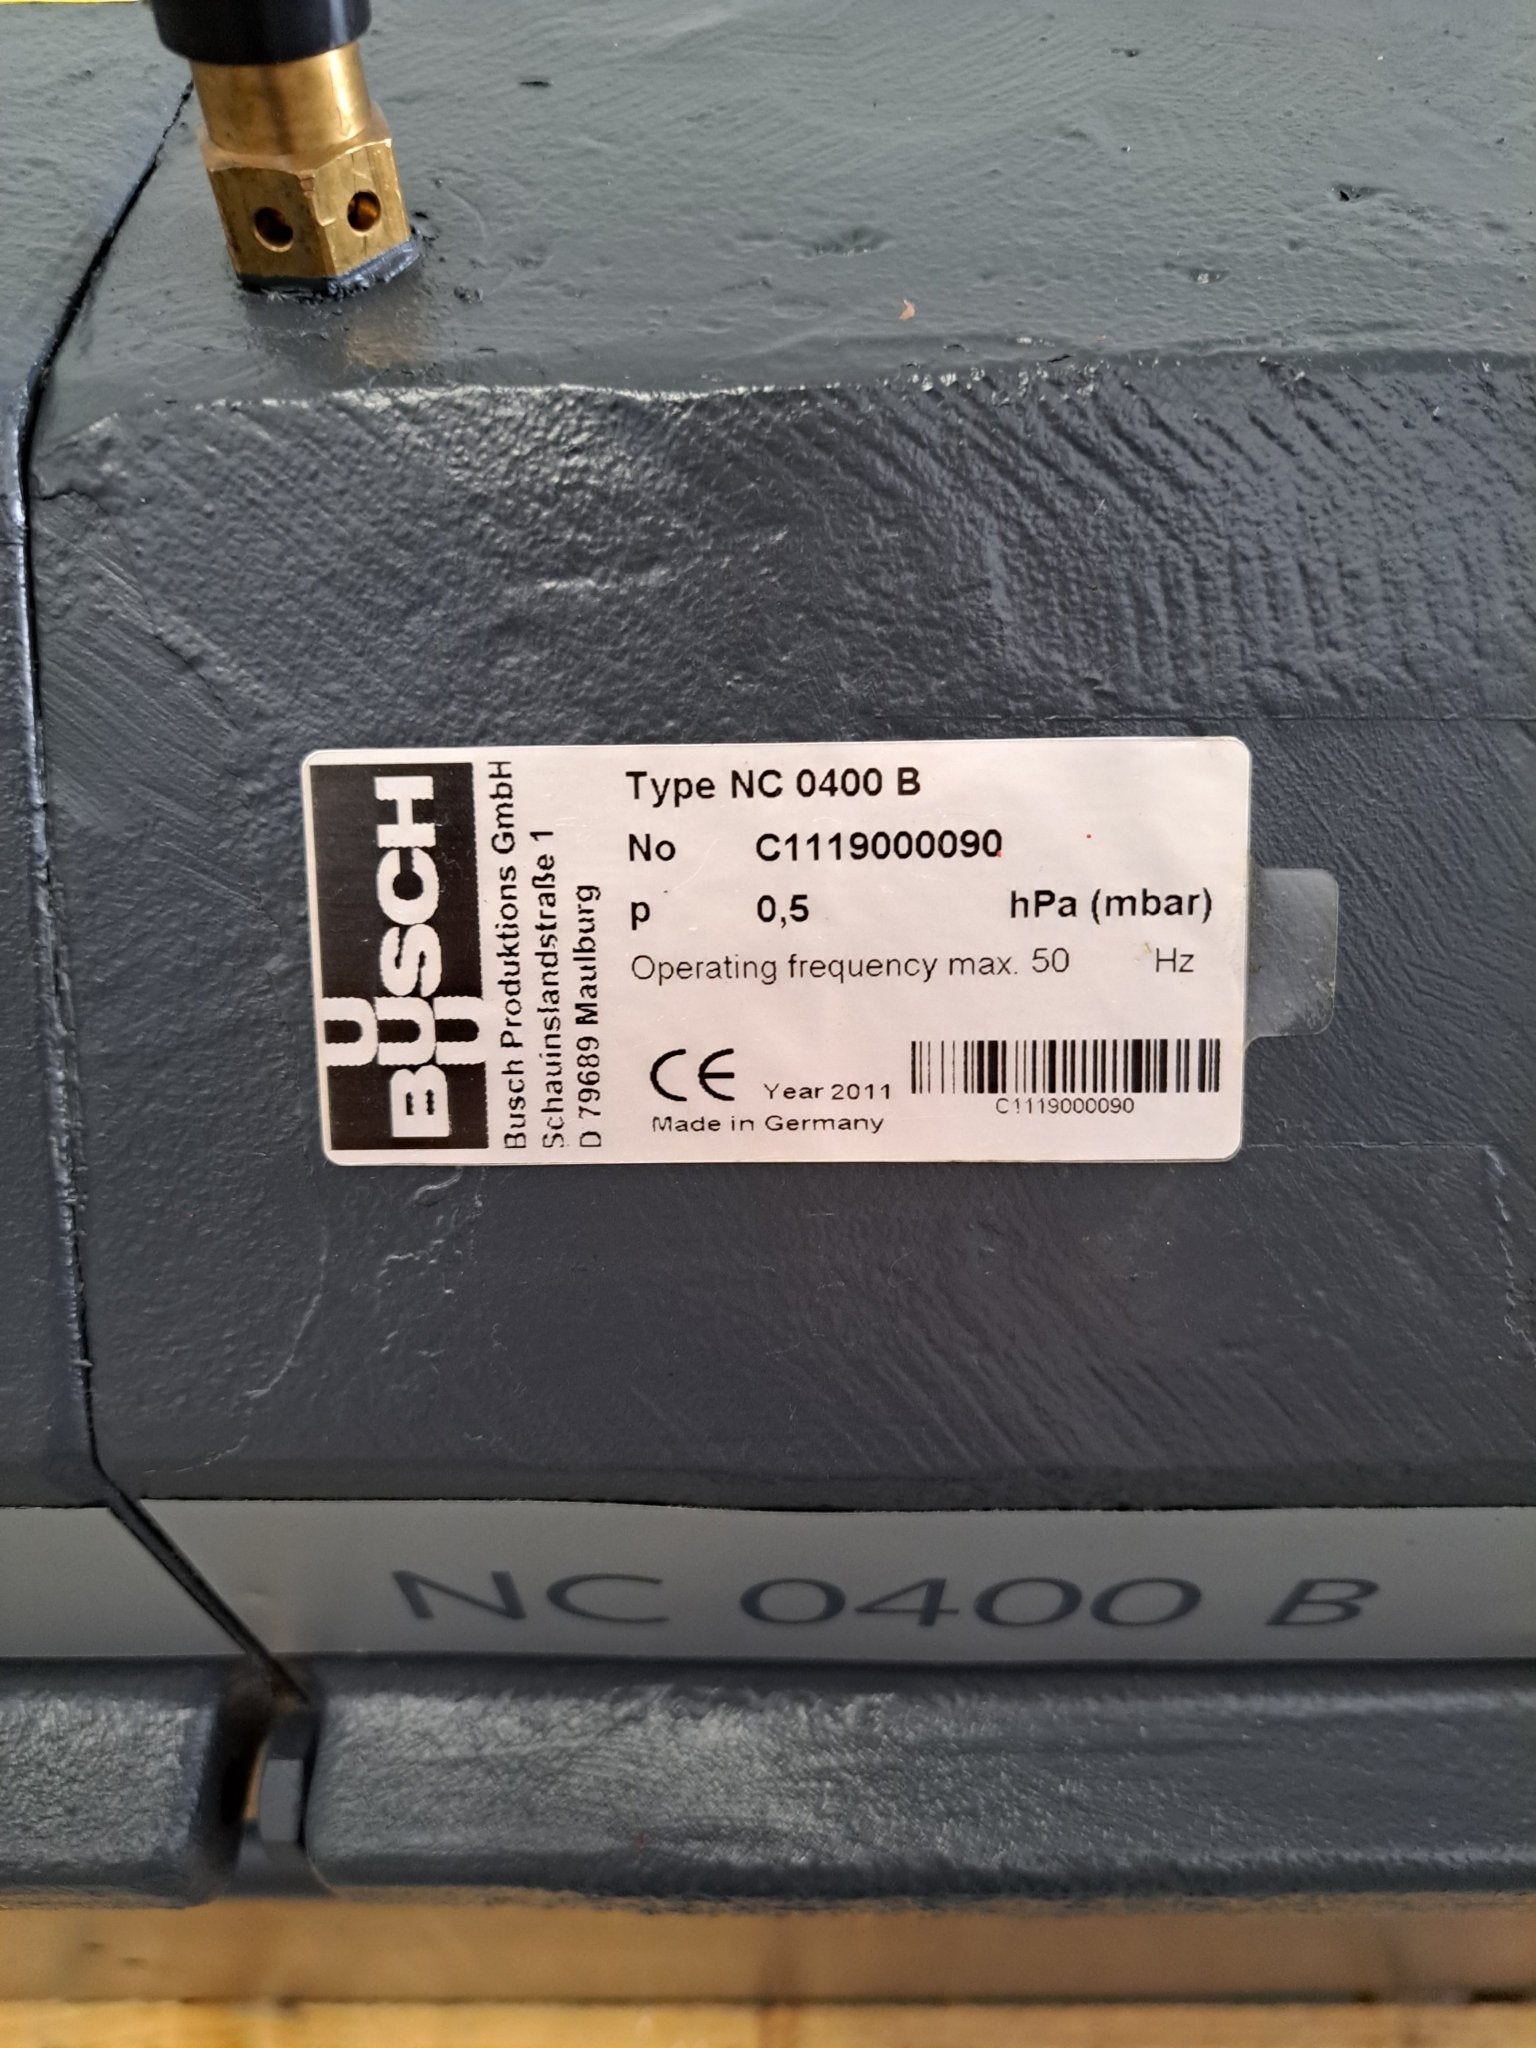 BUSCH
Busch Produktions GmbH
Schauinslandstraße 1
D 79689 Maulburg
Type NC 0400 B
No C1119000090
p 0,5 hPa (mbar)
Operating frequency max. 50 Hz
CE Year 2011
Made in Germany
C1119000090
NC 0400 B